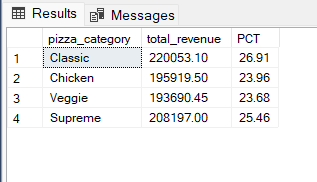 Results Messages
pizza_category total_revenue PCT
1 Classic 220053.10 26.91
2 Chicken 195919.50 23.96
3 Veggie 193690.45 23.68
4 Supreme 208197.00 25.46